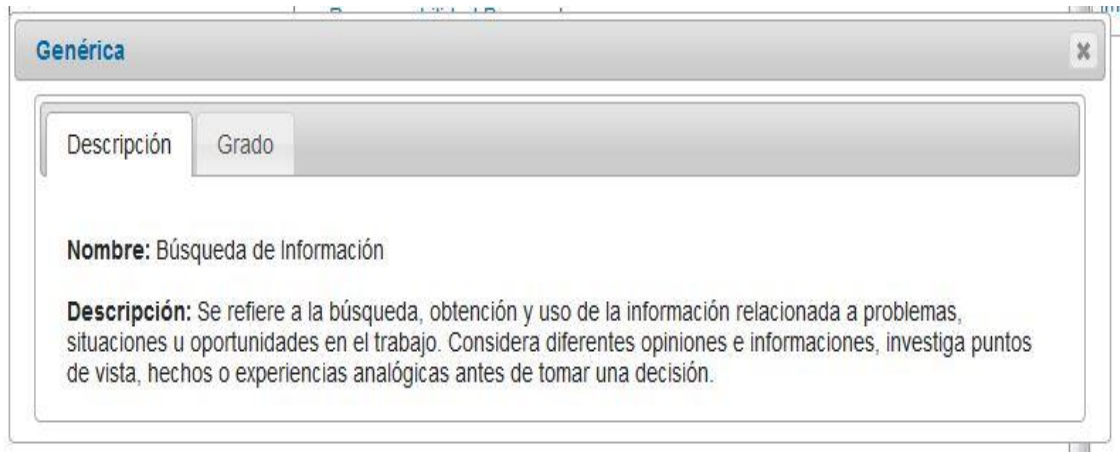 Genérica
Descripción Grado
Nombre: Búsqueda de Información
Descripción: Se refiere a la búsqueda, obtención y uso de la información relacionada a problemas,
situaciones u oportunidades en el trabajo. Considera diferentes opiniones e informaciones, investiga puntos
de vista, hechos o experiencias analógicas antes de tomar una decisión.